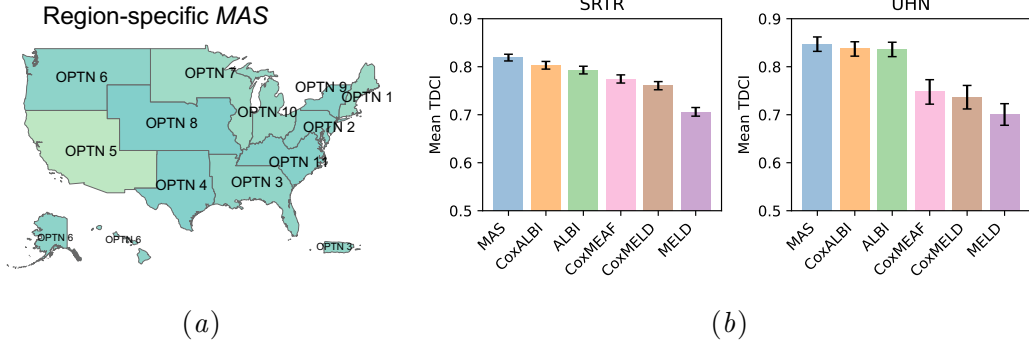 Region-specific MAS
OPTN 6
OPTN 7
OPTN 9
OPTN 1
OPTN 10
OPTN 8
OPTN 2
OPTN 5
OPTN 11
OPTN 4
OPTN 3
OPTN 6
OPTN 6
OPTN 3
(a)
SRTR
Mean TDCI
0.9
0.8
0.7
0.6
0.5
MAS
CoxALBI
ALBI
CoxMEAF
CoxMELD
MELD
UHN
Mean TDCI
0.9
0.8
0.7
0.6
0.5
MAS
CoxALBI
ALBI
CoxMEAF
CoxMELD
MELD
(b)